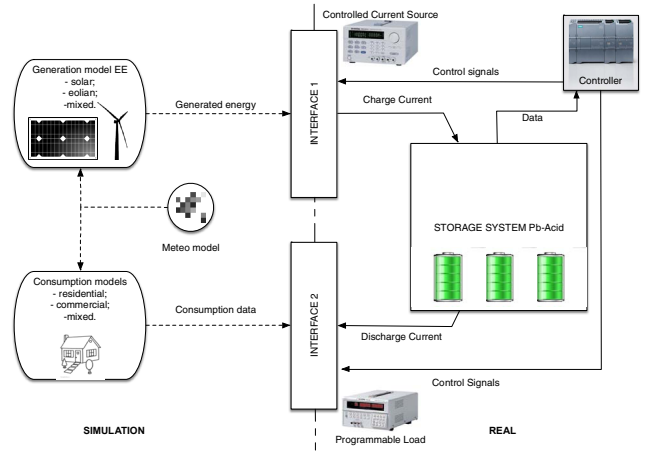 Controlled Current Source
Generation model EE
- solar;
- eolian;
-mixed.
Generated energy
INTERFACE 1
Control signals
Charge Current
Controller
Data
Meteo model
STORAGE SYSTEM Pb-Acid
Consumption models
- residential;
- commercial;
-mixed.
Consumption data
INTERFACE 2
Discharge Current
Control Signals
Programmable Load
SIMULATION
REAL